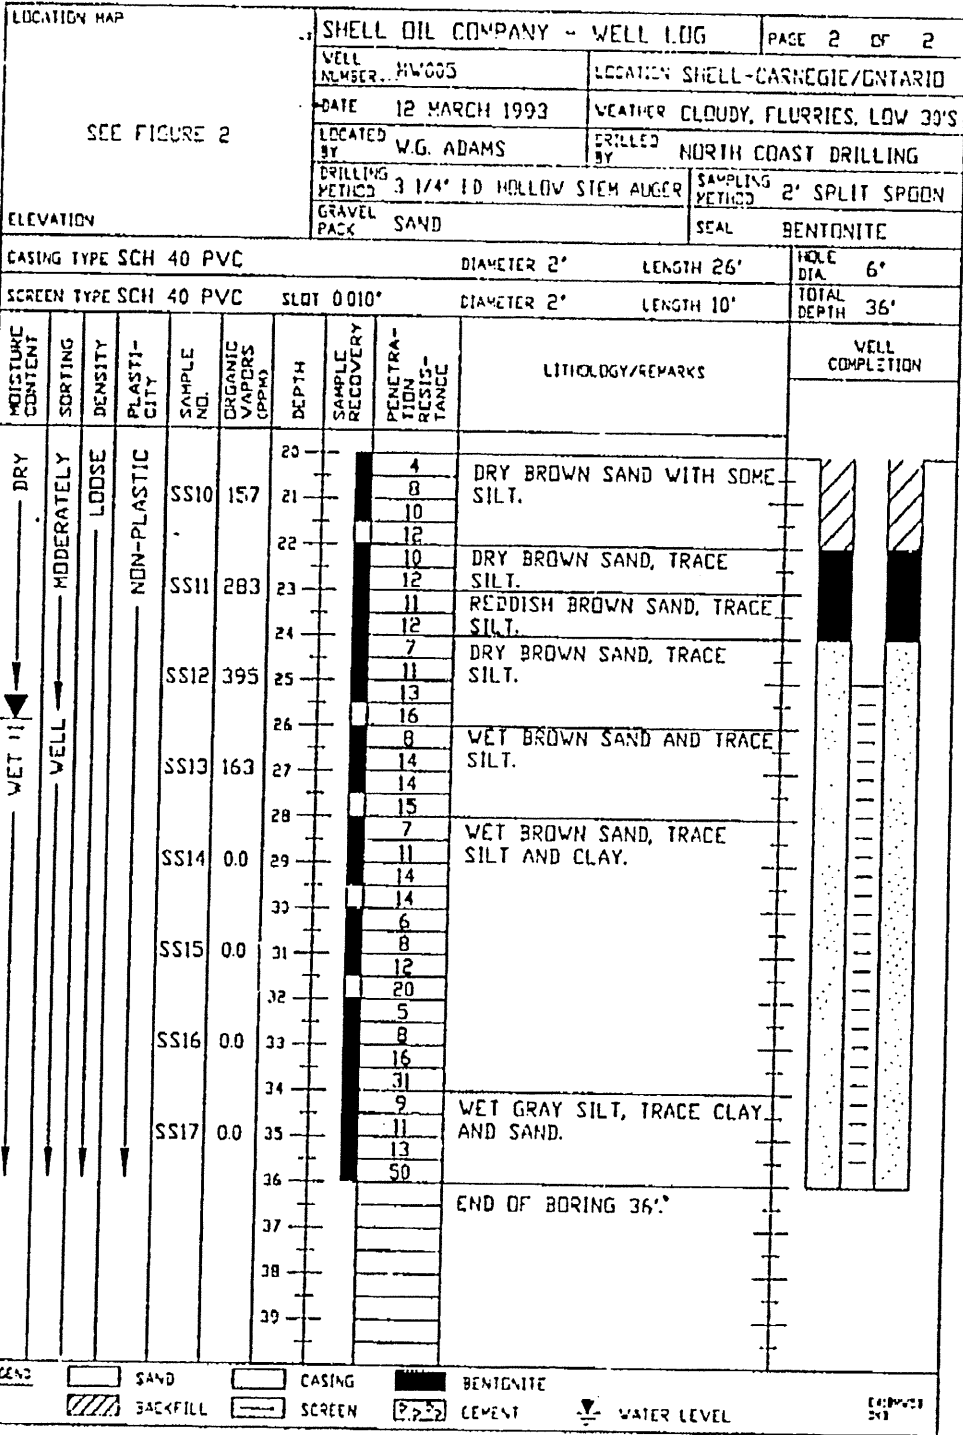 LOCATION MAP
SEE FIGURE 2
ELEVATION
SHELL OIL COMPANY - WELL LOG
PAGE 2 OF 2
WELL NUMBER. MW005
LOCATION SHELL-CARNEGIE/ONTARIO
DATE 12 MARCH 1993
WEATHER CLOUDY, FLURRIES, LOW 30'S
LOCATED BY W.G. ADAMS
DRILLED BY NORTH COAST DRILLING
DRILLING METHOD 3 1/4" ID HOLLOW STEM AUGER
SAMPLING METHOD 2" SPLIT SPOON
GRAVEL PACK SAND
SEAL BENTONITE
CASING TYPE SCH 40 PVC DIAMETER 2" LENGTH 26' HOLE DIA. 6"
SCREEN TYPE SCH 40 PVC SLOT 0.010" DIAMETER 2" LENGTH 10' TOTAL DEPTH 36'
MOISTURE CONTENT
SORTING
DENSITY
PLASTI-CITY
SAMPLE NO.
ORGANIC VAPORS (PPM)
DEPTH
SAMPLE RECOVERY
PENETRA-TION RESIS-TANCE
LITHOLOGY/REMARKS
WELL COMPLETION
DRY
WET
MODERATELY
WELL
LOOSE
NON-PLASTIC
20
4
DRY BROWN SAND WITH SOME
SS10 157 21 8
SILT.
10
12
22
10
DRY BROWN SAND, TRACE
SS11 283 23 12
SILT.
11
REDDISH BROWN SAND, TRACE
24 12
SILT.
7
DRY BROWN SAND, TRACE
SS12 395 25 11
SILT.
13
16
26
8
WET BROWN SAND AND TRACE
SS13 163 27 14
SILT.
14
15
28
7
WET BROWN SAND, TRACE
SS14 0.0 29 11
SILT AND CLAY.
14
14
30
6
SS15 0.0 31 8
12
20
32
5
SS16 0.0 33 8
16
31
34
9
WET GRAY SILT, TRACE CLAY
SS17 0.0 35 11
AND SAND.
13
50
36
END OF BORING 36'.
37
38
39
SAND CASING BENTONITE
BACKFILL SCREEN CEMENT WATER LEVEL